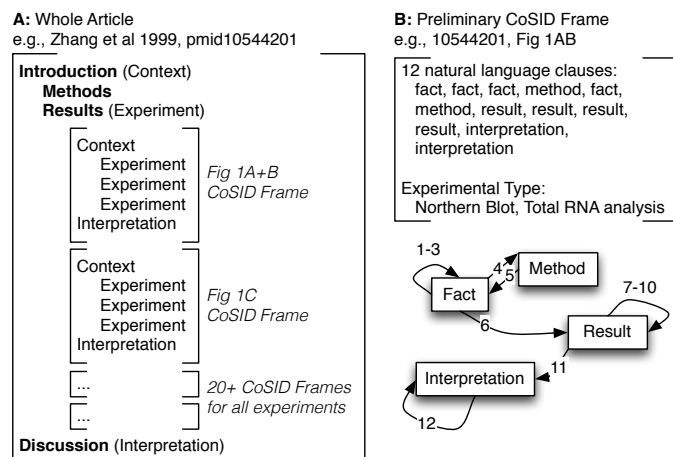 A: Whole Article
e.g., Zhang et al 1999, pmid10544201
Introduction (Context)
Methods
Results (Experiment)
Context
Experiment
Experiment
Experiment
Interpretation
Fig 1A+B
CoSID Frame
Context
Experiment
Experiment
Experiment
Interpretation
Fig 1C
CoSID Frame
...
...
20+ CoSID Frames
for all experiments
Discussion (Interpretation)
B: Preliminary CoSID Frame
e.g., 10544201, Fig 1AB
12 natural language clauses:
fact, fact, fact, method, fact,
method, result, result, result,
result, interpretation,
interpretation
Experimental Type:
Northern Blot, Total RNA analysis
1-3
4
5
Method
Fact
6
7-10
Result
11
Interpretation
12